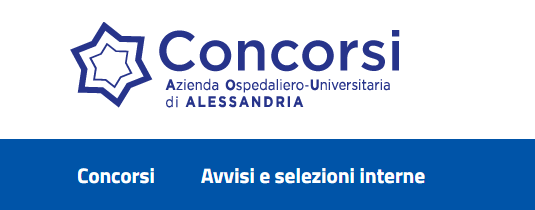 Concorsi
Azienda Ospedaliero-Universitaria
di ALESSANDRIA
Concorsi Avvisi e selezioni interne